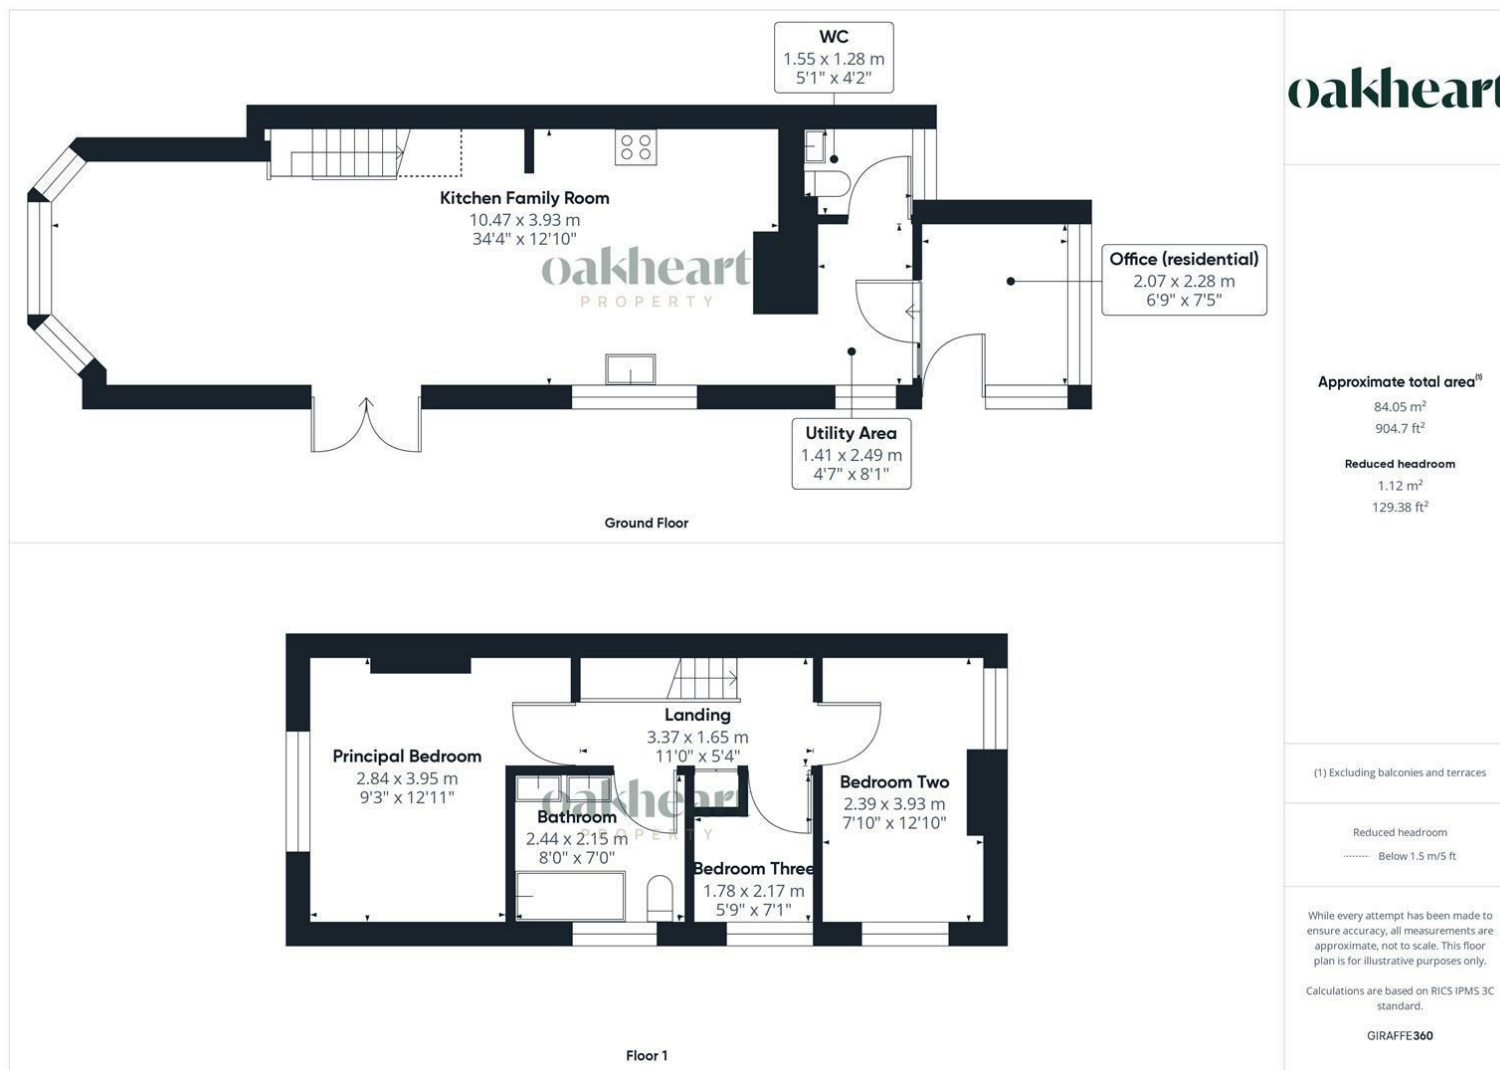 WC
1.55 x 1.28 m
5'1" x 4'2"
Kitchen Family Room
10.47 x 3.93 m
34'4" x 12'10"
oakheart
PROPERTY
Office (residential)
2.07 x 2.28 m
6'9" x 7'5"
Utility Area
1.41 x 2.49 m
4'7" x 8'1"
Ground Floor
Landing
3.37 x 1.65 m
11'0" x 5'4"
Principal Bedroom
2.84 x 3.95 m
9'3" x 12'11"
Bedroom Two
2.39 x 3.93 m
7'10" x 12'10"
oakheart
PROPERTY
Bathroom
2.44 x 2.15 m
8'0" x 7'0"
Bedroom Three
1.78 x 2.17 m
5'9" x 7'1"
Floor 1
oakheart
Approximate total area(1)
84.05 m²
904.7 ft²
Reduced headroom
1.12 m²
129.38 ft²
(1) Excluding balconies and terraces
Reduced headroom
Below 1.5 m/5 ft
While every attempt has been made to
ensure accuracy, all measurements are
approximate, not to scale. This floor
plan is for illustrative purposes only.
Calculations are based on RICS IPMS 3C
standard.
GIRAFFE360